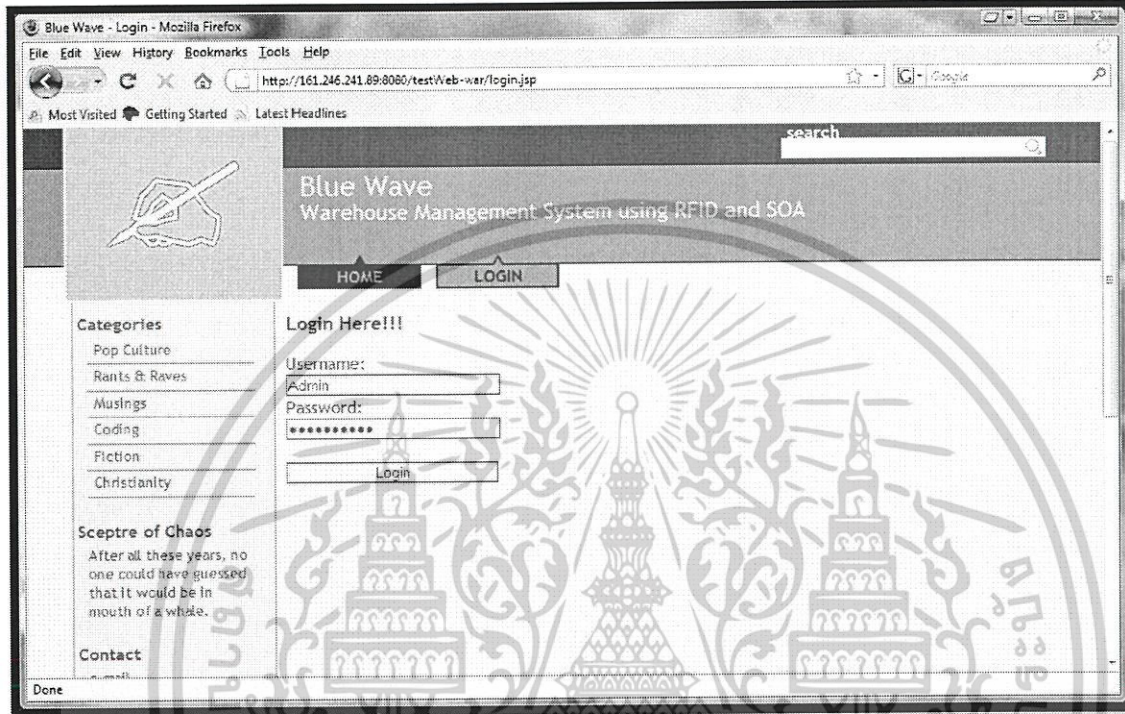 Blue Wave - Login - Mozilla Firefox
File Edit View History Bookmarks Tools Help
http://161.246.241.89:8080/testWeb-war/login.jsp
Google
Most Visited Getting Started Latest Headlines
search
Blue Wave
Warehouse Management System using RFID and SOA
HOME LOGIN
Categories
Pop Culture
Rants & Raves
Musings
Coding
Fiction
Christianity
Sceptre of Chaos
After all these years, no
one could have guessed
that it would be in
mouth of a whale.
Contact
e-mail
Login Here!!!
Username:
Admin
Password:
••••••••••
Login
Done